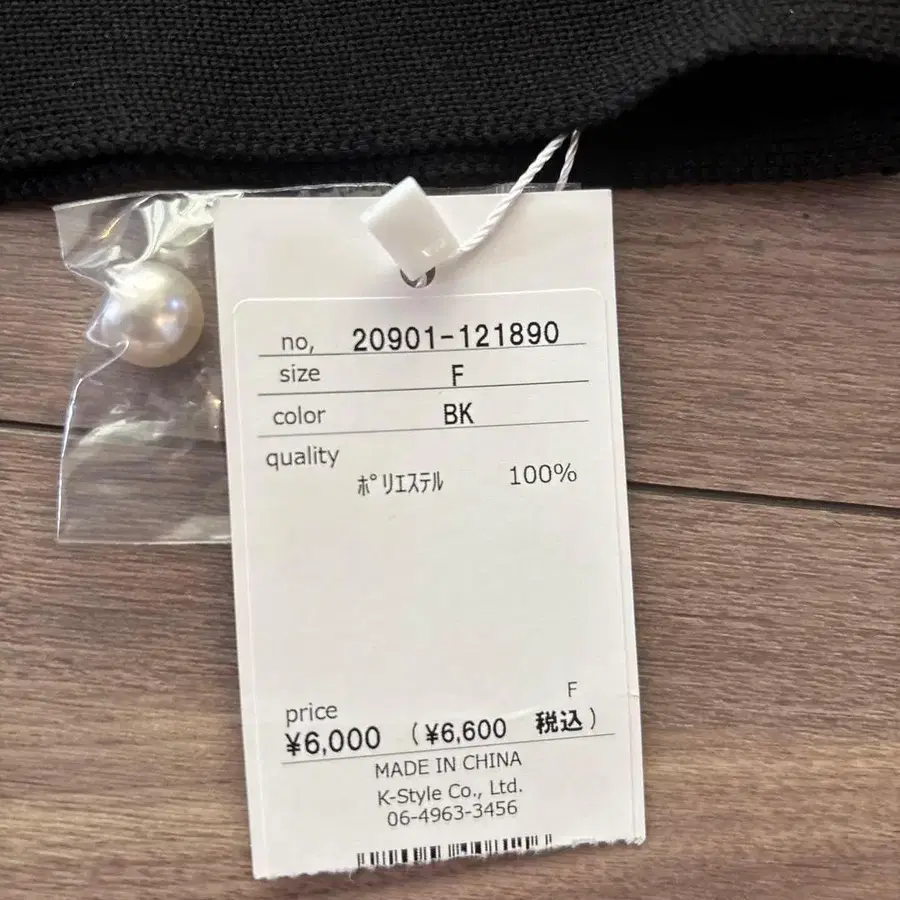 no, 20901-121890
size F
color BK
quality
ﾎﾟﾘｴｽﾃﾙ 100%
F
price
¥6,000 (¥6,600 税込)
MADE IN CHINA
K-Style Co., Ltd.
06-4963-3456